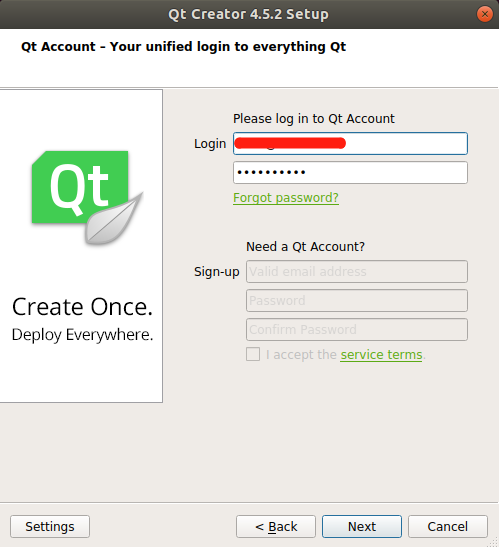 Qt Creator 4.5.2 Setup
Qt Account – Your unified login to everything Qt
Qt
Create Once.
Deploy Everywhere.
Please log in to Qt Account
Login
••••••••••
Forgot password?
Need a Qt Account?
Sign-up
Valid email address
Password
Confirm Password
I accept the service terms.
Settings
< Back
Next
Cancel